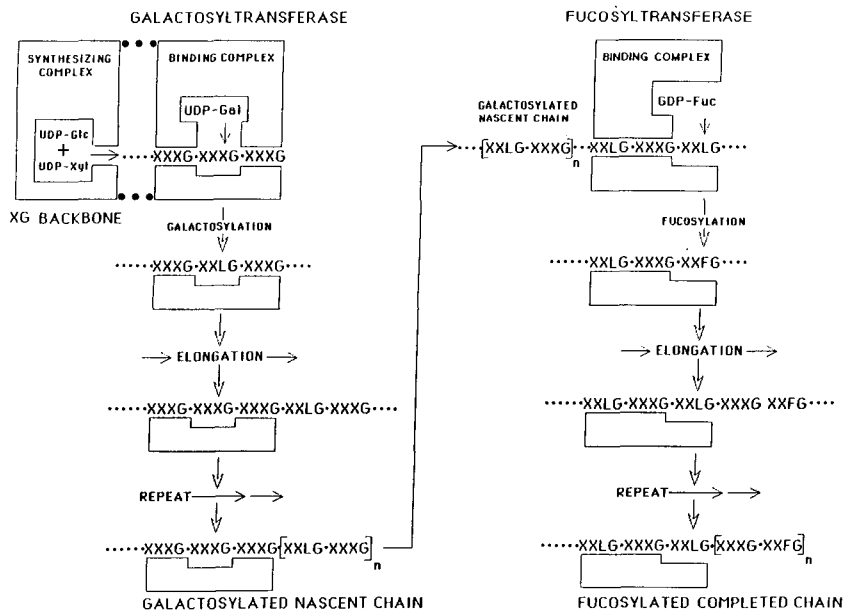 GALACTOSYLTRANSFERASE
SYNTHESIZING
COMPLEX
BINDING COMPLEX
UDP-Gal
UDP-Glc
+
UDP-Xyl
·····XXXG·XXXG·XXXG
XG BACKBONE
GALACTOSYLATION
······XXXG·XXLG·XXXG····
ELONGATION
······XXXG·XXXG·XXXG·XXLG·XXXG····
REPEAT
······XXXG·XXXG·XXXG[XXLG·XXXG]n
GALACTOSYLATED NASCENT CHAIN
FUCOSYLTRANSFERASE
BINDING COMPLEX
GDP-Fuc
GALACTOSYLATED
NASCENT CHAIN
····[XXLG·XXXG]n··XXLG·XXXG·XXLG····
FUCOSYLATION
······XXLG·XXXG·XXFG····
ELONGATION
······XXLG·XXXG·XXLG·XXXG XXFG····
REPEAT
······XXLG·XXXG·XXLG[XXXG·XXFG]n
FUCOSYLATED COMPLETED CHAIN